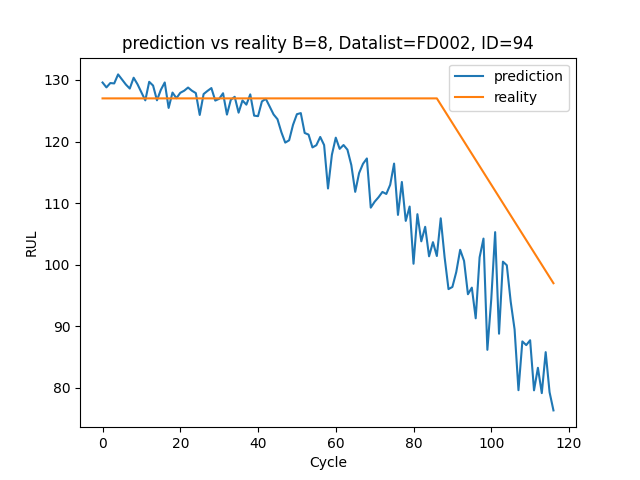 prediction vs reality B=8, Datalist=FD002, ID=94
prediction
reality
130
120
110
100
90
80
RUL
0 20 40 60 80 100 120
Cycle